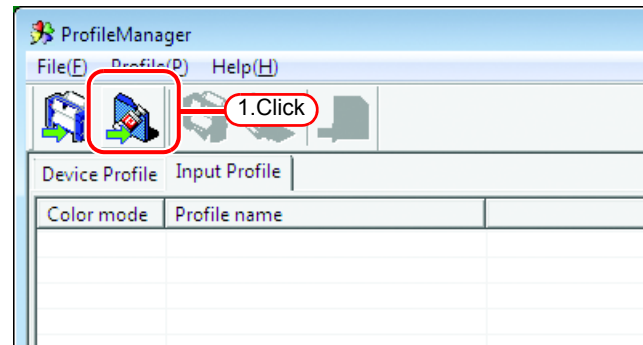 ProfileManager
File(F) Profile(P) Help(H)
1.Click
Device Profile Input Profile
Color mode Profile name